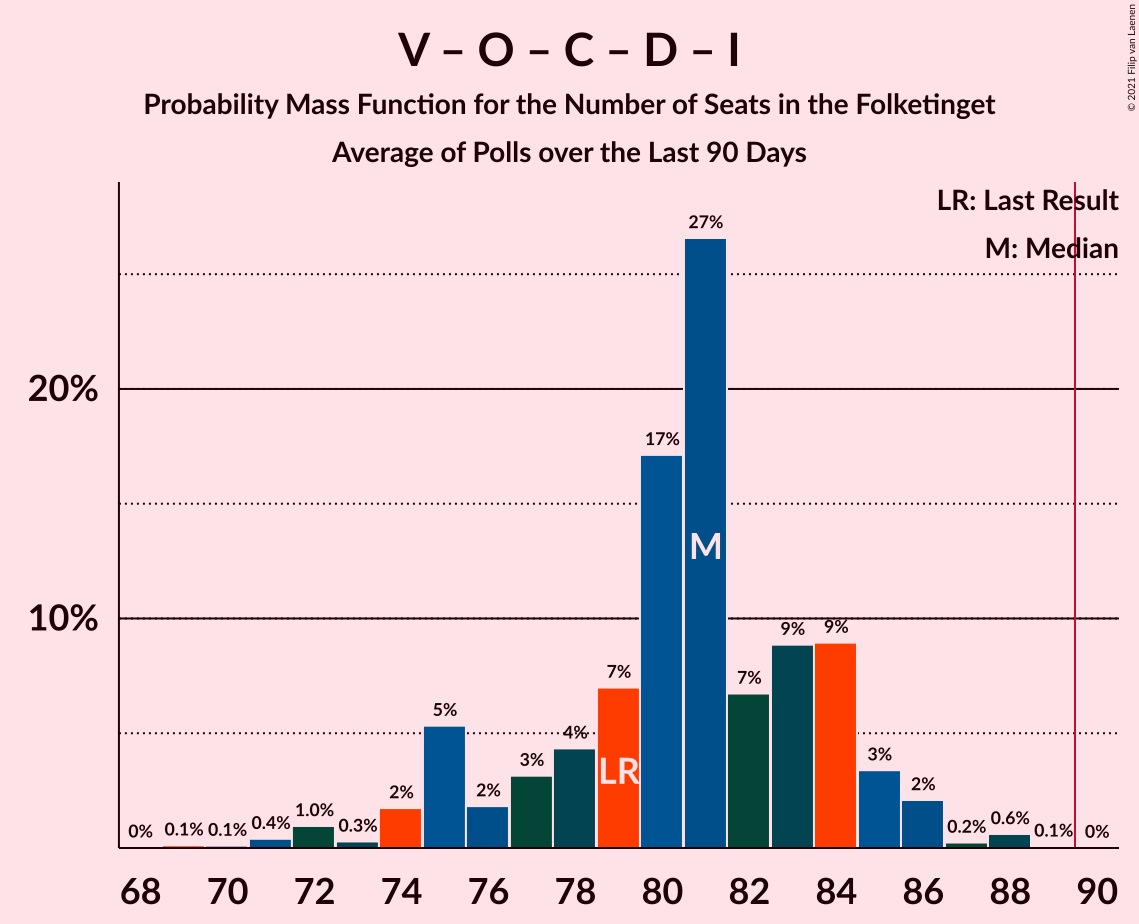 V – O – C – D – I
Probability Mass Function for the Number of Seats in the Folketinget
Average of Polls over the Last 90 Days
© 2021 Filip van Laenen
LR: Last Result
M: Median
20%
10%
0%
0.1%
0.1%
0.4%
1.0%
0.3%
2%
5%
2%
3%
4%
7%
17%
27%
7%
9%
9%
3%
2%
0.2%
0.6%
0.1%
0%
LR
M
68 70 72 74 76 78 80 82 84 86 88 90